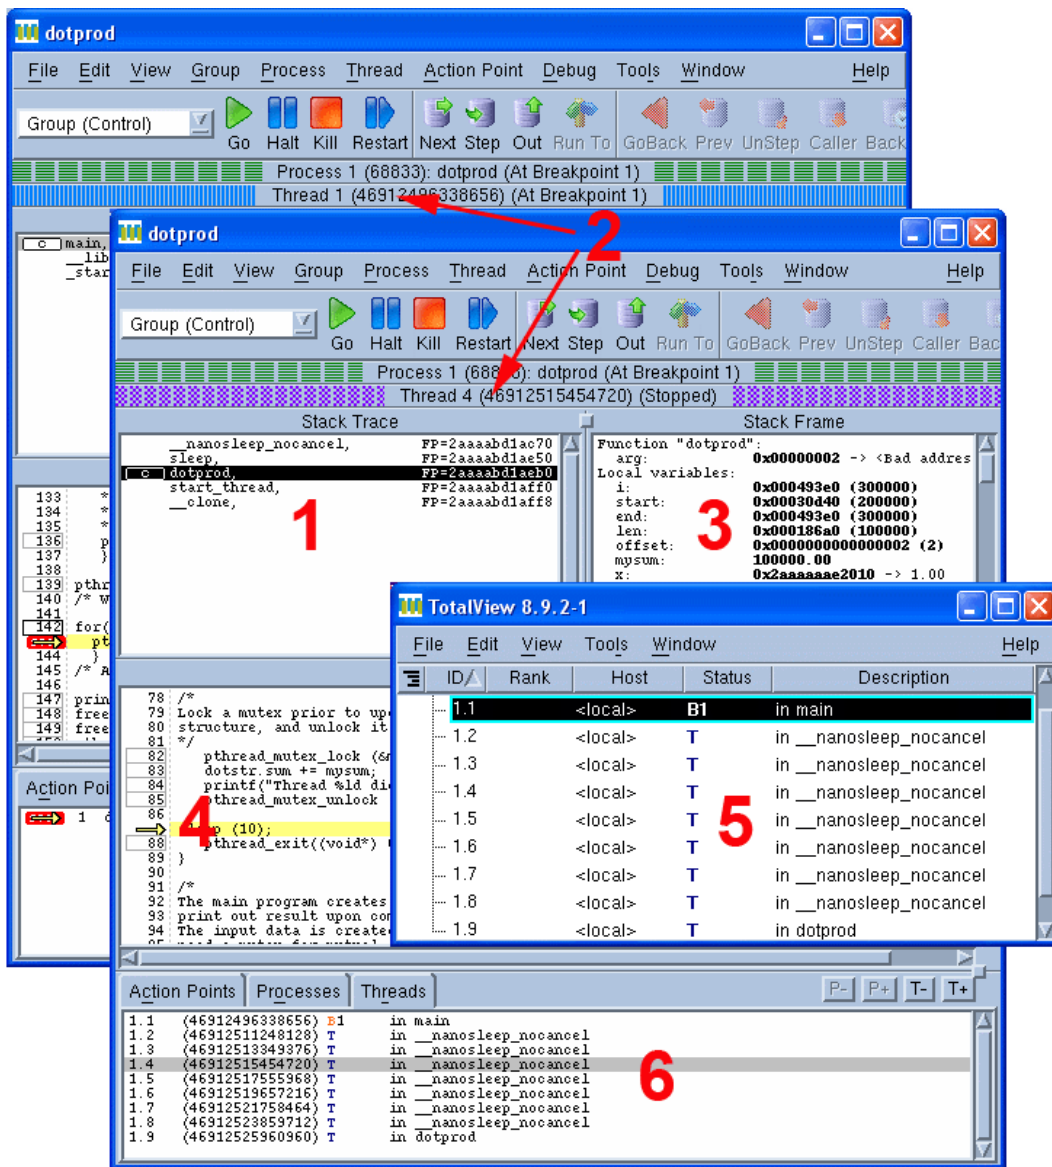 dotprod
File Edit View Group Process Thread Action Point Debug Tools Window Help
Group (Control)
Go Halt Kill Restart Next Step Out Run To GoBack Prev UnStep Caller Back
Process 1 (68833): dotprod (At Breakpoint 1)
Thread 1 (46912496338656) (At Breakpoint 1)
C main,
__lib
_star
2
dotprod
File Edit View Group Process Thread Action Point Debug Tools Window Help
Group (Control)
Go Halt Kill Restart Next Step Out Run To GoBack Prev UnStep Caller Bac
Process 1 (68833): dotprod (At Breakpoint 1)
Thread 4 (46912515454720) (Stopped)
Stack Trace
__nanosleep_nocancel, FP=2aaaabd1ac70
sleep, FP=2aaaabd1ae50
C dotprod, FP=2aaaabd1aeb0
start_thread, FP=2aaaabd1aff0
__clone, FP=2aaaabd1aff8
1
Stack Frame
Function "dotprod":
arg: 0x00000002 -> <Bad addres
Local variables:
i: 0x000493e0 (300000)
start: 0x00030d40 (200000)
end: 0x000493e0 (300000)
len: 0x000186a0 (100000)
offset: 0x0000000000000002 (2)
mysum: 100000.00
x: 0x2aaaaaae2010 -> 1.00
3
133 *
134 *
135 *
136 p
137 }
138
139 pthr
140 /* W
141
142 for(
pt
144 }
145 /* A
146
147 prin
148 free
149 free
Action Poi
1 d
78 /*
79 Lock a mutex prior to upd
80 structure, and unlock it
81 */
82 pthread_mutex_lock (&m
83 dotstr.sum += mysum;
84 printf("Thread %ld did
85 pthread_mutex_unlock
86
p (10);
88 pthread_exit((void*)
89 }
90
91 /*
92 The main program creates
93 print out result upon com
94 The input data is created
4
TotalView 8.9.2-1
File Edit View Tools Window Help
ID Rank Host Status Description
1.1 <local> B1 in main
1.2 <local> T in __nanosleep_nocancel
1.3 <local> T in __nanosleep_nocancel
1.4 <local> T in __nanosleep_nocancel
1.5 <local> T in __nanosleep_nocancel
1.6 <local> T in __nanosleep_nocancel
1.7 <local> T in __nanosleep_nocancel
1.8 <local> T in __nanosleep_nocancel
1.9 <local> T in dotprod
5
Action Points Processes Threads P- P+ T- T+
1.1 (46912496338656) B1 in main
1.2 (46912511248128) T in __nanosleep_nocancel
1.3 (46912513349376) T in __nanosleep_nocancel
1.4 (46912515454720) T in __nanosleep_nocancel
1.5 (46912517555968) T in __nanosleep_nocancel
1.6 (46912519657216) T in __nanosleep_nocancel
1.7 (46912521758464) T in __nanosleep_nocancel
1.8 (46912523859712) T in __nanosleep_nocancel
1.9 (46912525960960) T in dotprod
6